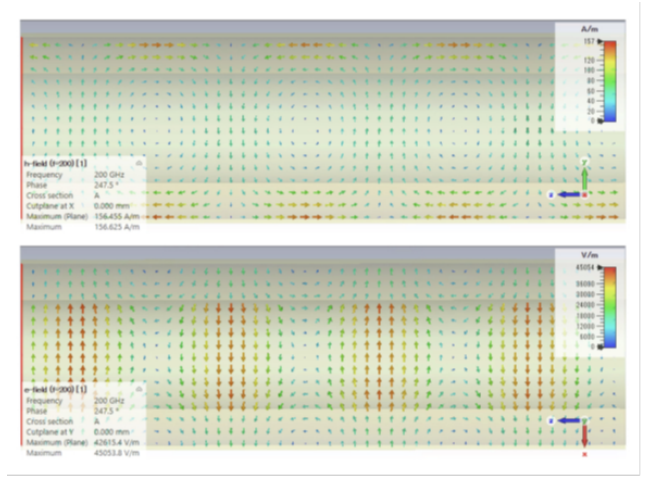 A/m
157
120
100
80
60
40
20
0
y
z
x
h-field (f=200) [1]
Frequency 200 GHz
Phase 247.5 °
Cross section A
Cutplane at X 0.000 mm
Maximum (Plane) 156.455 A/m
Maximum 156.625 A/m
V/m
45054
36000
30000
24000
18000
12000
6000
0
z
y
x
e-field (f=200) [1]
Frequency 200 GHz
Phase 247.5 °
Cross section A
Cutplane at Y 0.000 mm
Maximum (Plane) 42615.4 V/m
Maximum 45053.8 V/m